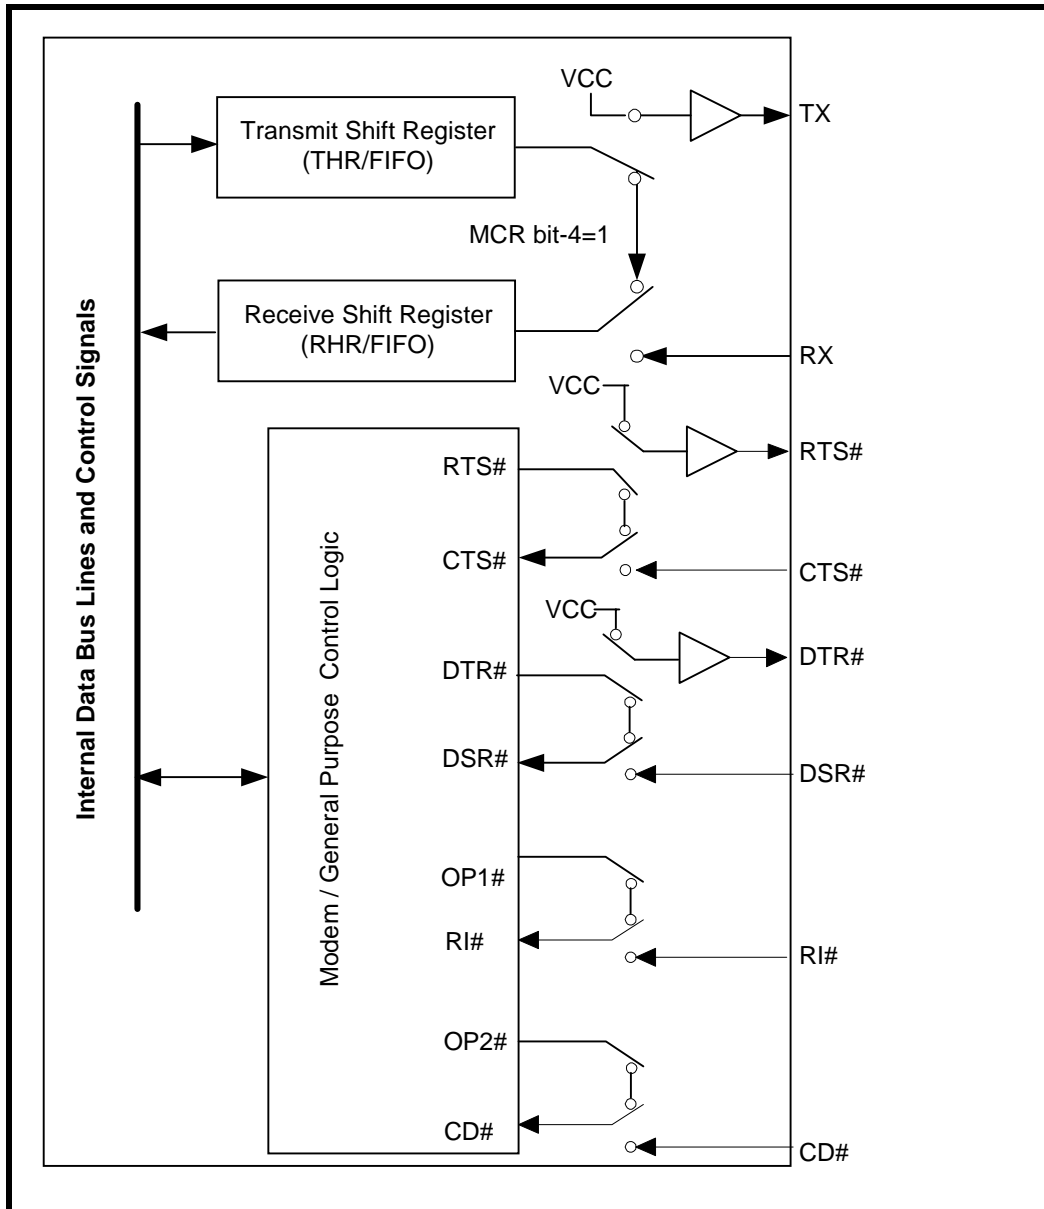 VCC
TX
Transmit Shift Register
(THR/FIFO)
MCR bit-4=1
Receive Shift Register
(RHR/FIFO)
RX
VCC
RTS#
RTS#
CTS#
CTS#
VCC
DTR#
DTR#
DSR#
DSR#
OP1#
RI#
RI#
OP2#
CD#
CD#
Internal Data Bus Lines and Control Signals
Modem / General Purpose Control Logic